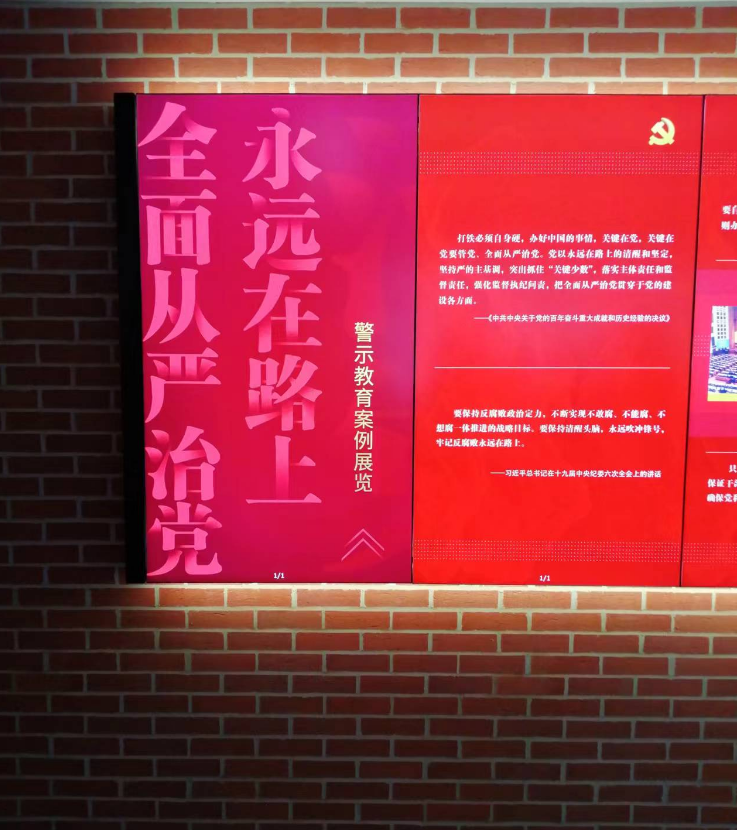 全面从严治党
永远在路上
警示教育案例展览
1/1
打铁必须自身硬，办好中国的事情，关键在党，关键在
党要管党、全面从严治党。党以永远在路上的清醒和坚定，
坚持严的主基调，突出抓住“关键少数”，落实主体责任和监
督责任，强化监督执纪问责，把全面从严治党贯穿于党的建
设各方面。
——《中共中央关于党的百年奋斗重大成就和历史经验的决议》
要保持反腐败政治定力，不断实现不敢腐、不能腐、不
想腐一体推进的战略目标。要保持清醒头脑，永远吹冲锋号，
牢记反腐败永远在路上。
——习近平总书记在十九届中央纪委六次全会上的讲话
1/1
要自
则办
只
保证干
确保党